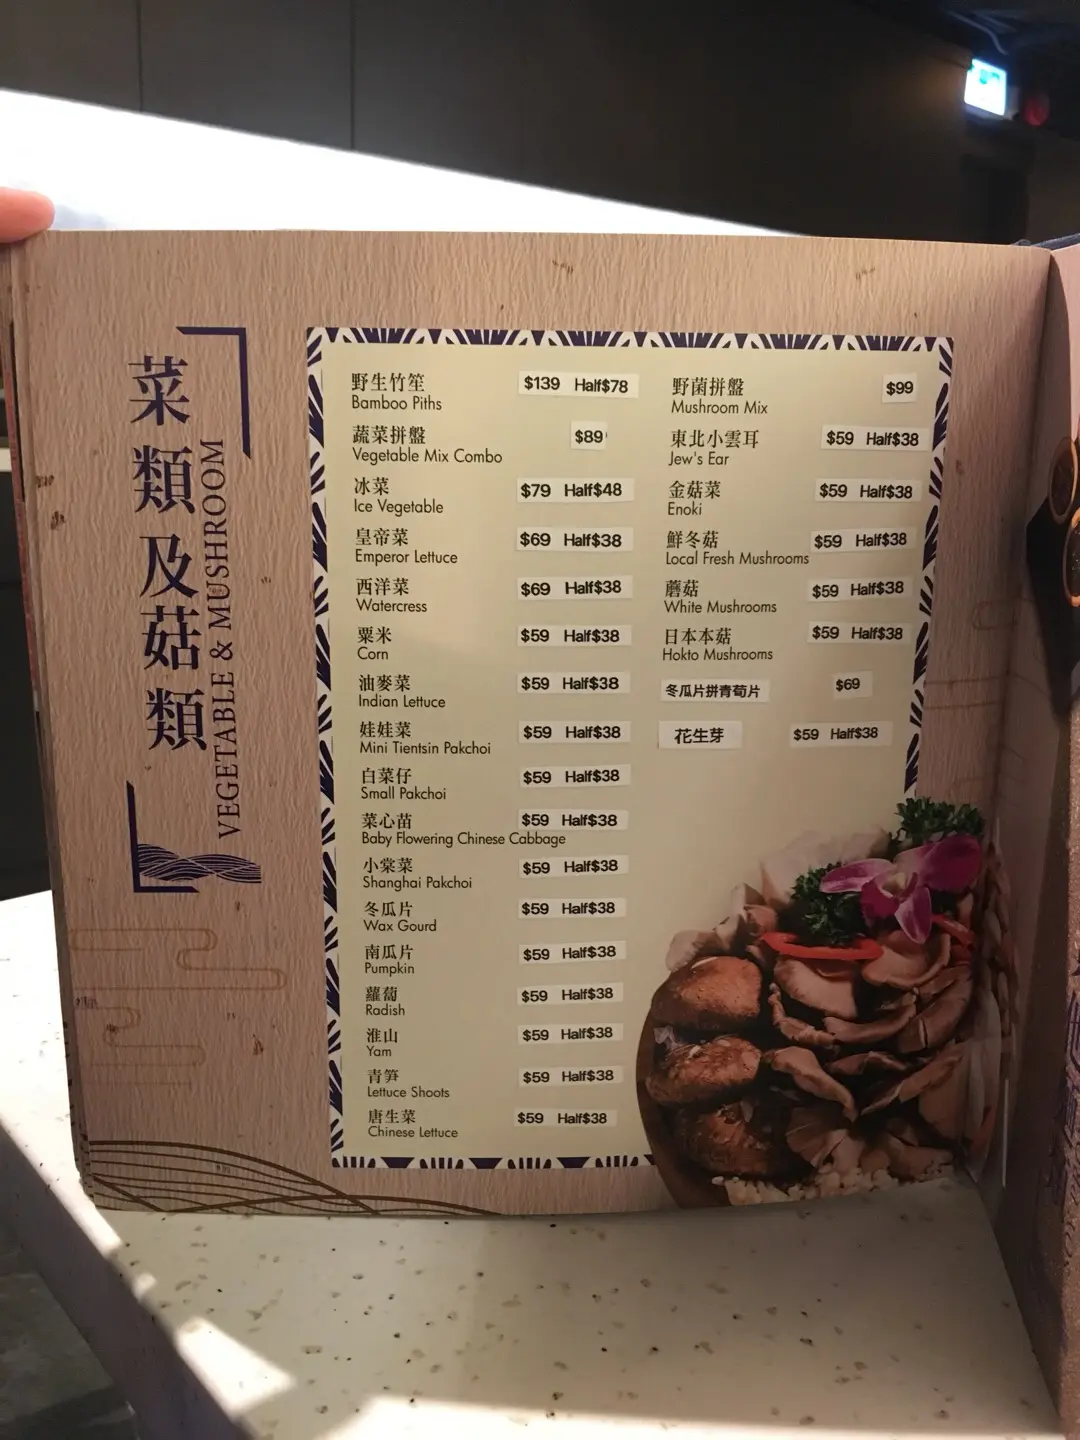 菜類及菇類
VEGETABLE & MUSHROOM
野生竹笙 $139 Half$78
Bamboo Piths
蔬菜拼盤 $89
Vegetable Mix Combo
冰菜 $79 Half$48
Ice Vegetable
皇帝菜 $69 Half$38
Emperor Lettuce
西洋菜 $69 Half$38
Watercress
粟米 $59 Half$38
Corn
油麥菜 $59 Half$38
Indian Lettuce
娃娃菜 $59 Half$38
Mini Tientsin Pakchoi
白菜仔 $59 Half$38
Small Pakchoi
菜心苗 $59 Half$38
Baby Flowering Chinese Cabbage
小棠菜 $59 Half$38
Shanghai Pakchoi
冬瓜片 $59 Half$38
Wax Gourd
南瓜片 $59 Half$38
Pumpkin
蘿蔔 $59 Half$38
Radish
淮山 $59 Half$38
Yam
青笋 $59 Half$38
Lettuce Shoots
唐生菜 $59 Half$38
Chinese Lettuce
野菌拼盤 $99
Mushroom Mix
東北小雲耳 $59 Half$38
Jew's Ear
金菇菜 $59 Half$38
Enoki
鮮冬菇 $59 Half$38
Local Fresh Mushrooms
蘑菇 $59 Half$38
White Mushrooms
日本本菇 $59 Half$38
Hokto Mushrooms
冬瓜片拼青荀片 $69
花生芽 $59 Half$38